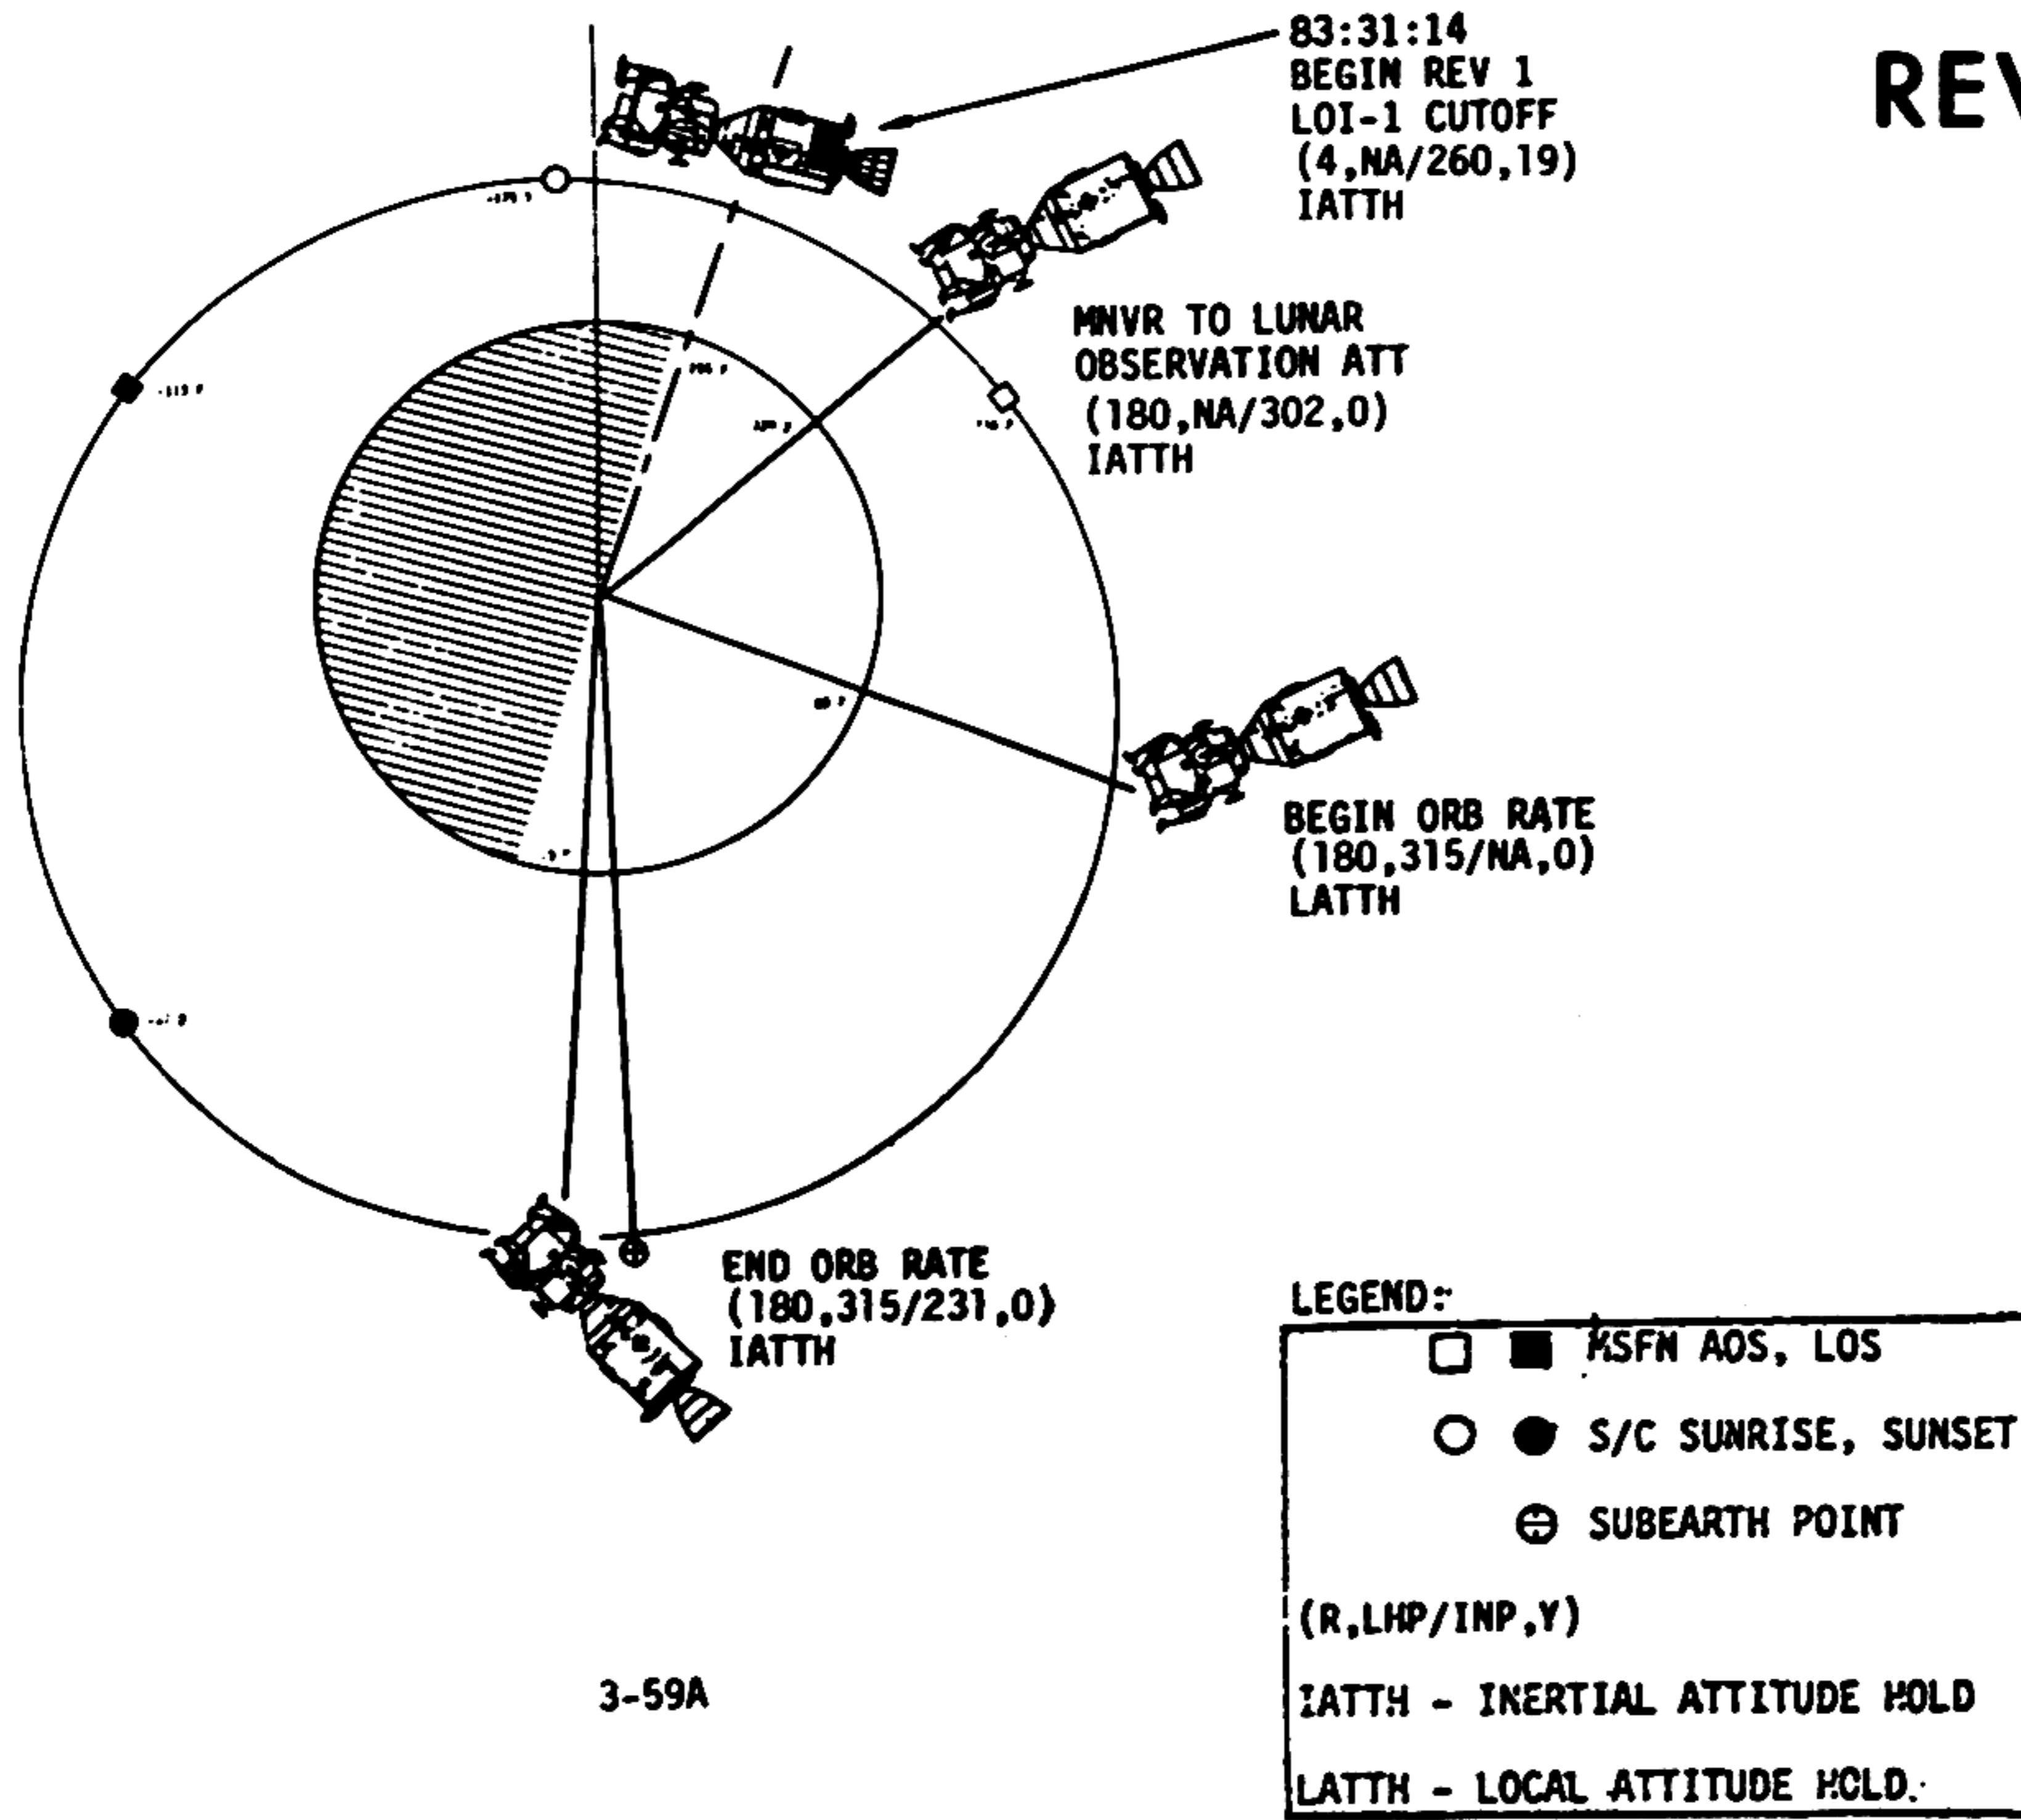 83:31:14
BEGIN REV 1
LOI-1 CUTOFF
(4,NA/260,19)
IATTH
REV
MNVR TO LUNAR
OBSERVATION ATT
(180,NA/302,0)
IATTH
BEGIN ORB RATE
(180,315/NA,0)
LATTH
END ORB RATE
(180,315/231,0)
IATTH
LEGEND:
MSFN AOS, LOS
S/C SUNRISE, SUNSET
SUBEARTH POINT
(R,LHP/INP,Y)
IATTH - INERTIAL ATTITUDE HOLD
LATTH - LOCAL ATTITUDE HOLD.
3-59A